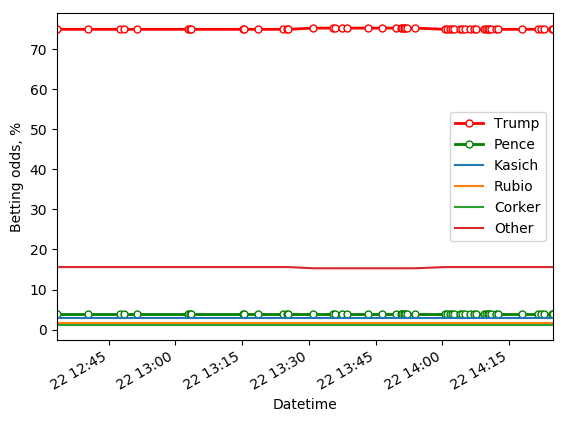 70
60
50
40
30
20
10
0
Betting odds, %
Trump
Pence
Kasich
Rubio
Corker
Other
22 12:45
22 13:00
22 13:15
22 13:30
22 13:45
22 14:00
22 14:15
Datetime